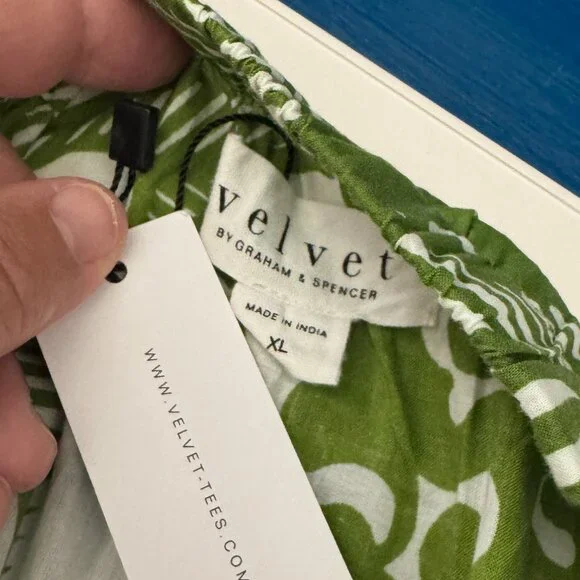 velvet
BY GRAHAM & SPENCER
MADE IN INDIA
XL
WWW.VELVET-TEES.COM